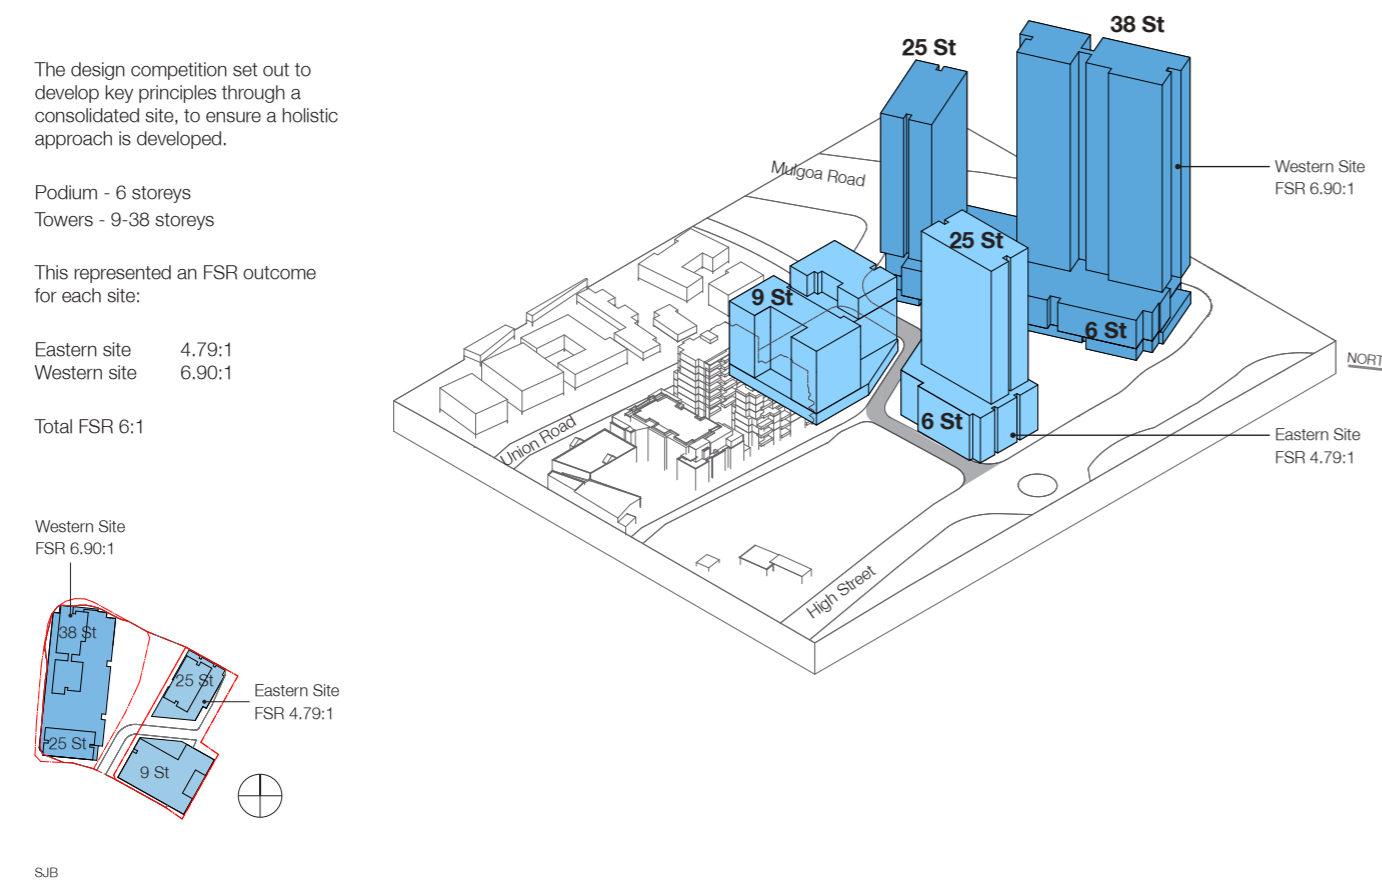 The design competition set out to
develop key principles through a
consolidated site, to ensure a holistic
approach is developed.
Podium - 6 storeys
Towers - 9-38 storeys
This represented an FSR outcome
for each site:
Eastern site 4.79:1
Western site 6.90:1
Total FSR 6:1
38 St
25 St
Mulgoa Road
Western Site
FSR 6.90:1
25 St
9 St
6 St
NORT
6 St
Union Road
Eastern Site
FSR 4.79:1
High Street
Western Site
FSR 6.90:1
38 St
25 St
Eastern Site
FSR 4.79:1
25 St
9 St
SJB